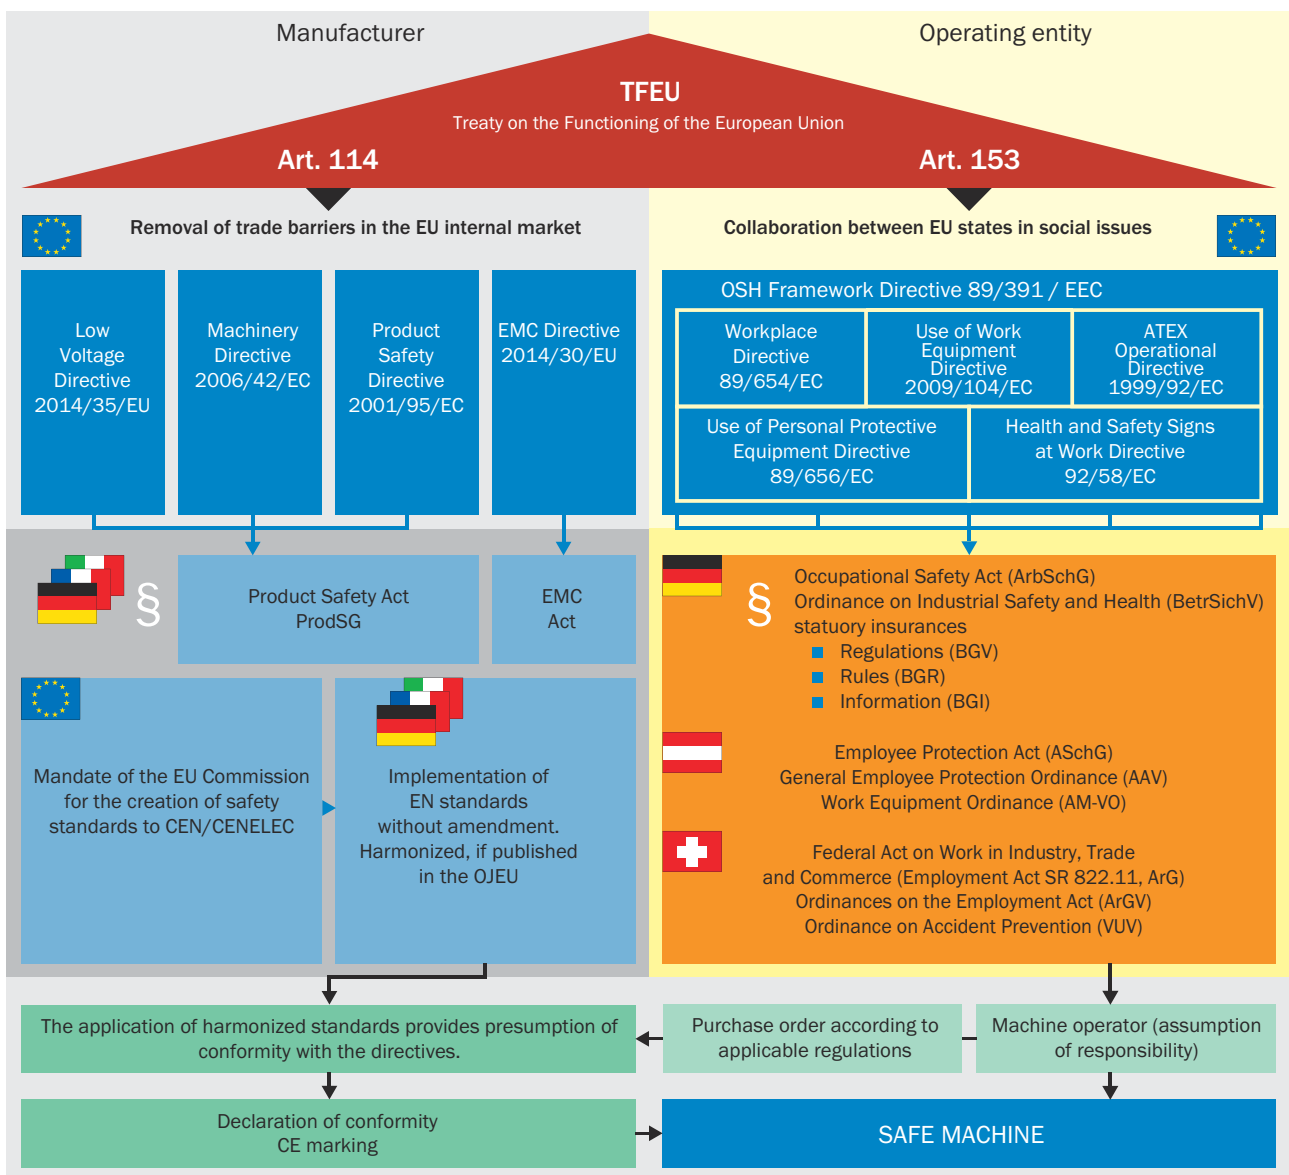 Manufacturer
Operating entity
TFEU
Treaty on the Functioning of the European Union
Art. 114
Art. 153
Removal of trade barriers in the EU internal market
Collaboration between EU states in social issues
Low
Voltage
Directive
2014/35/EU
Machinery
Directive
2006/42/EC
Product
Safety
Directive
2001/95/EC
EMC Directive
2014/30/EU
OSH Framework Directive 89/391 / EEC
Workplace
Directive
89/654/EC
Use of Work
Equipment
Directive
2009/104/EC
ATEX
Operational
Directive
1999/92/EC
Use of Personal Protective
Equipment Directive
89/656/EC
Health and Safety Signs
at Work Directive
92/58/EC
§
Product Safety Act
ProdSG
EMC
Act
§
Occupational Safety Act (ArbSchG)
Ordinance on Industrial Safety and Health (BetrSichV)
statuory insurances
Regulations (BGV)
Rules (BGR)
Information (BGI)
Employee Protection Act (ASchG)
General Employee Protection Ordinance (AAV)
Work Equipment Ordinance (AM-VO)
Federal Act on Work in Industry, Trade
and Commerce (Employment Act SR 822.11, ArG)
Ordinances on the Employment Act (ArGV)
Ordinance on Accident Prevention (VUV)
Mandate of the EU Commission
for the creation of safety
standards to CEN/CENELEC
Implementation of
EN standards
without amendment.
Harmonized, if published
in the OJEU
The application of harmonized standards provides presumption of
conformity with the directives.
Purchase order according to
applicable regulations
Machine operator (assumption
of responsibility)
Declaration of conformity
CE marking
SAFE MACHINE